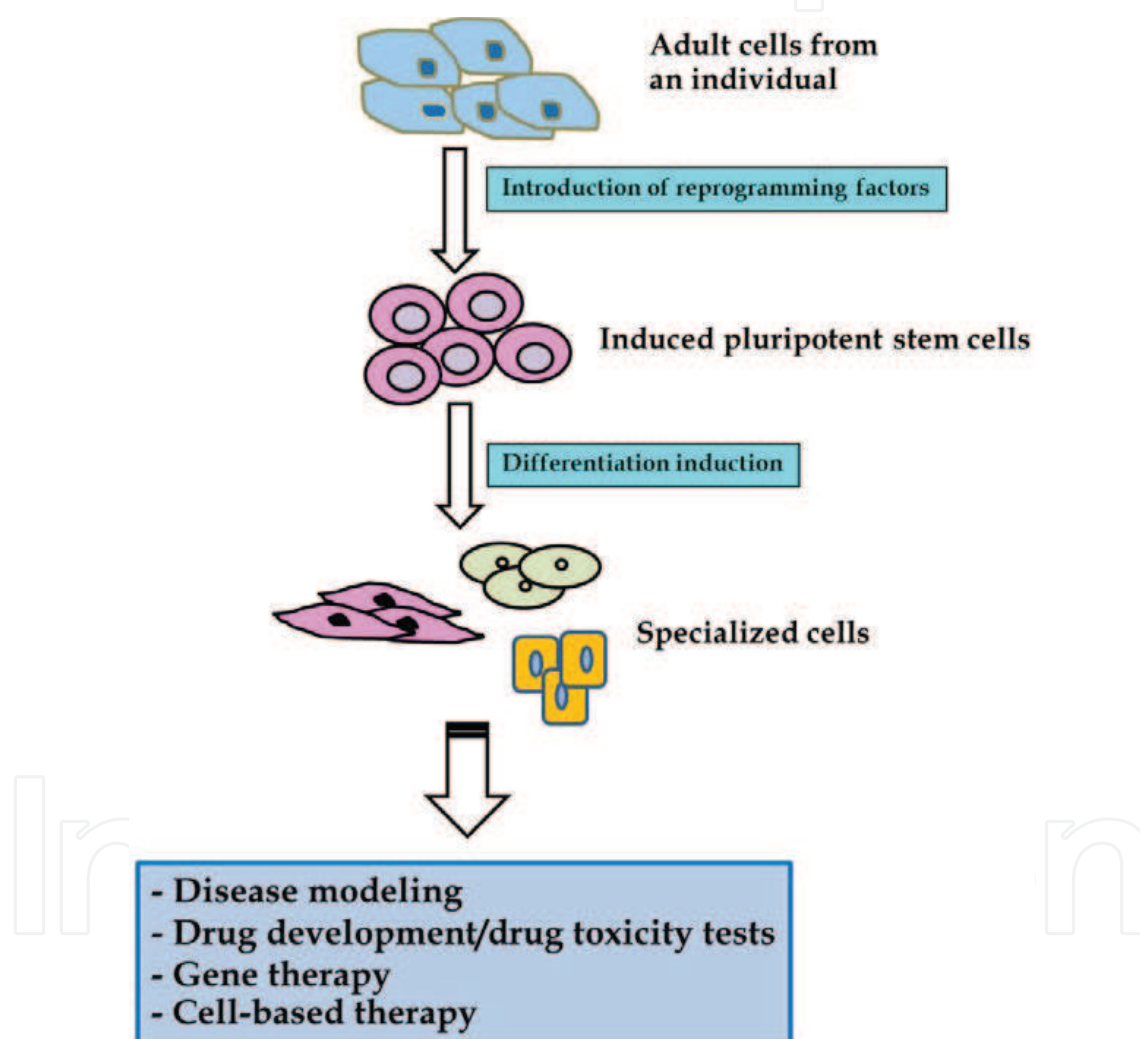 Adult cells from
an individual
Introduction of reprogramming factors
Induced pluripotent stem cells
Differentiation induction
Specialized cells
- Disease modeling
- Drug development/drug toxicity tests
- Gene therapy
- Cell-based therapy